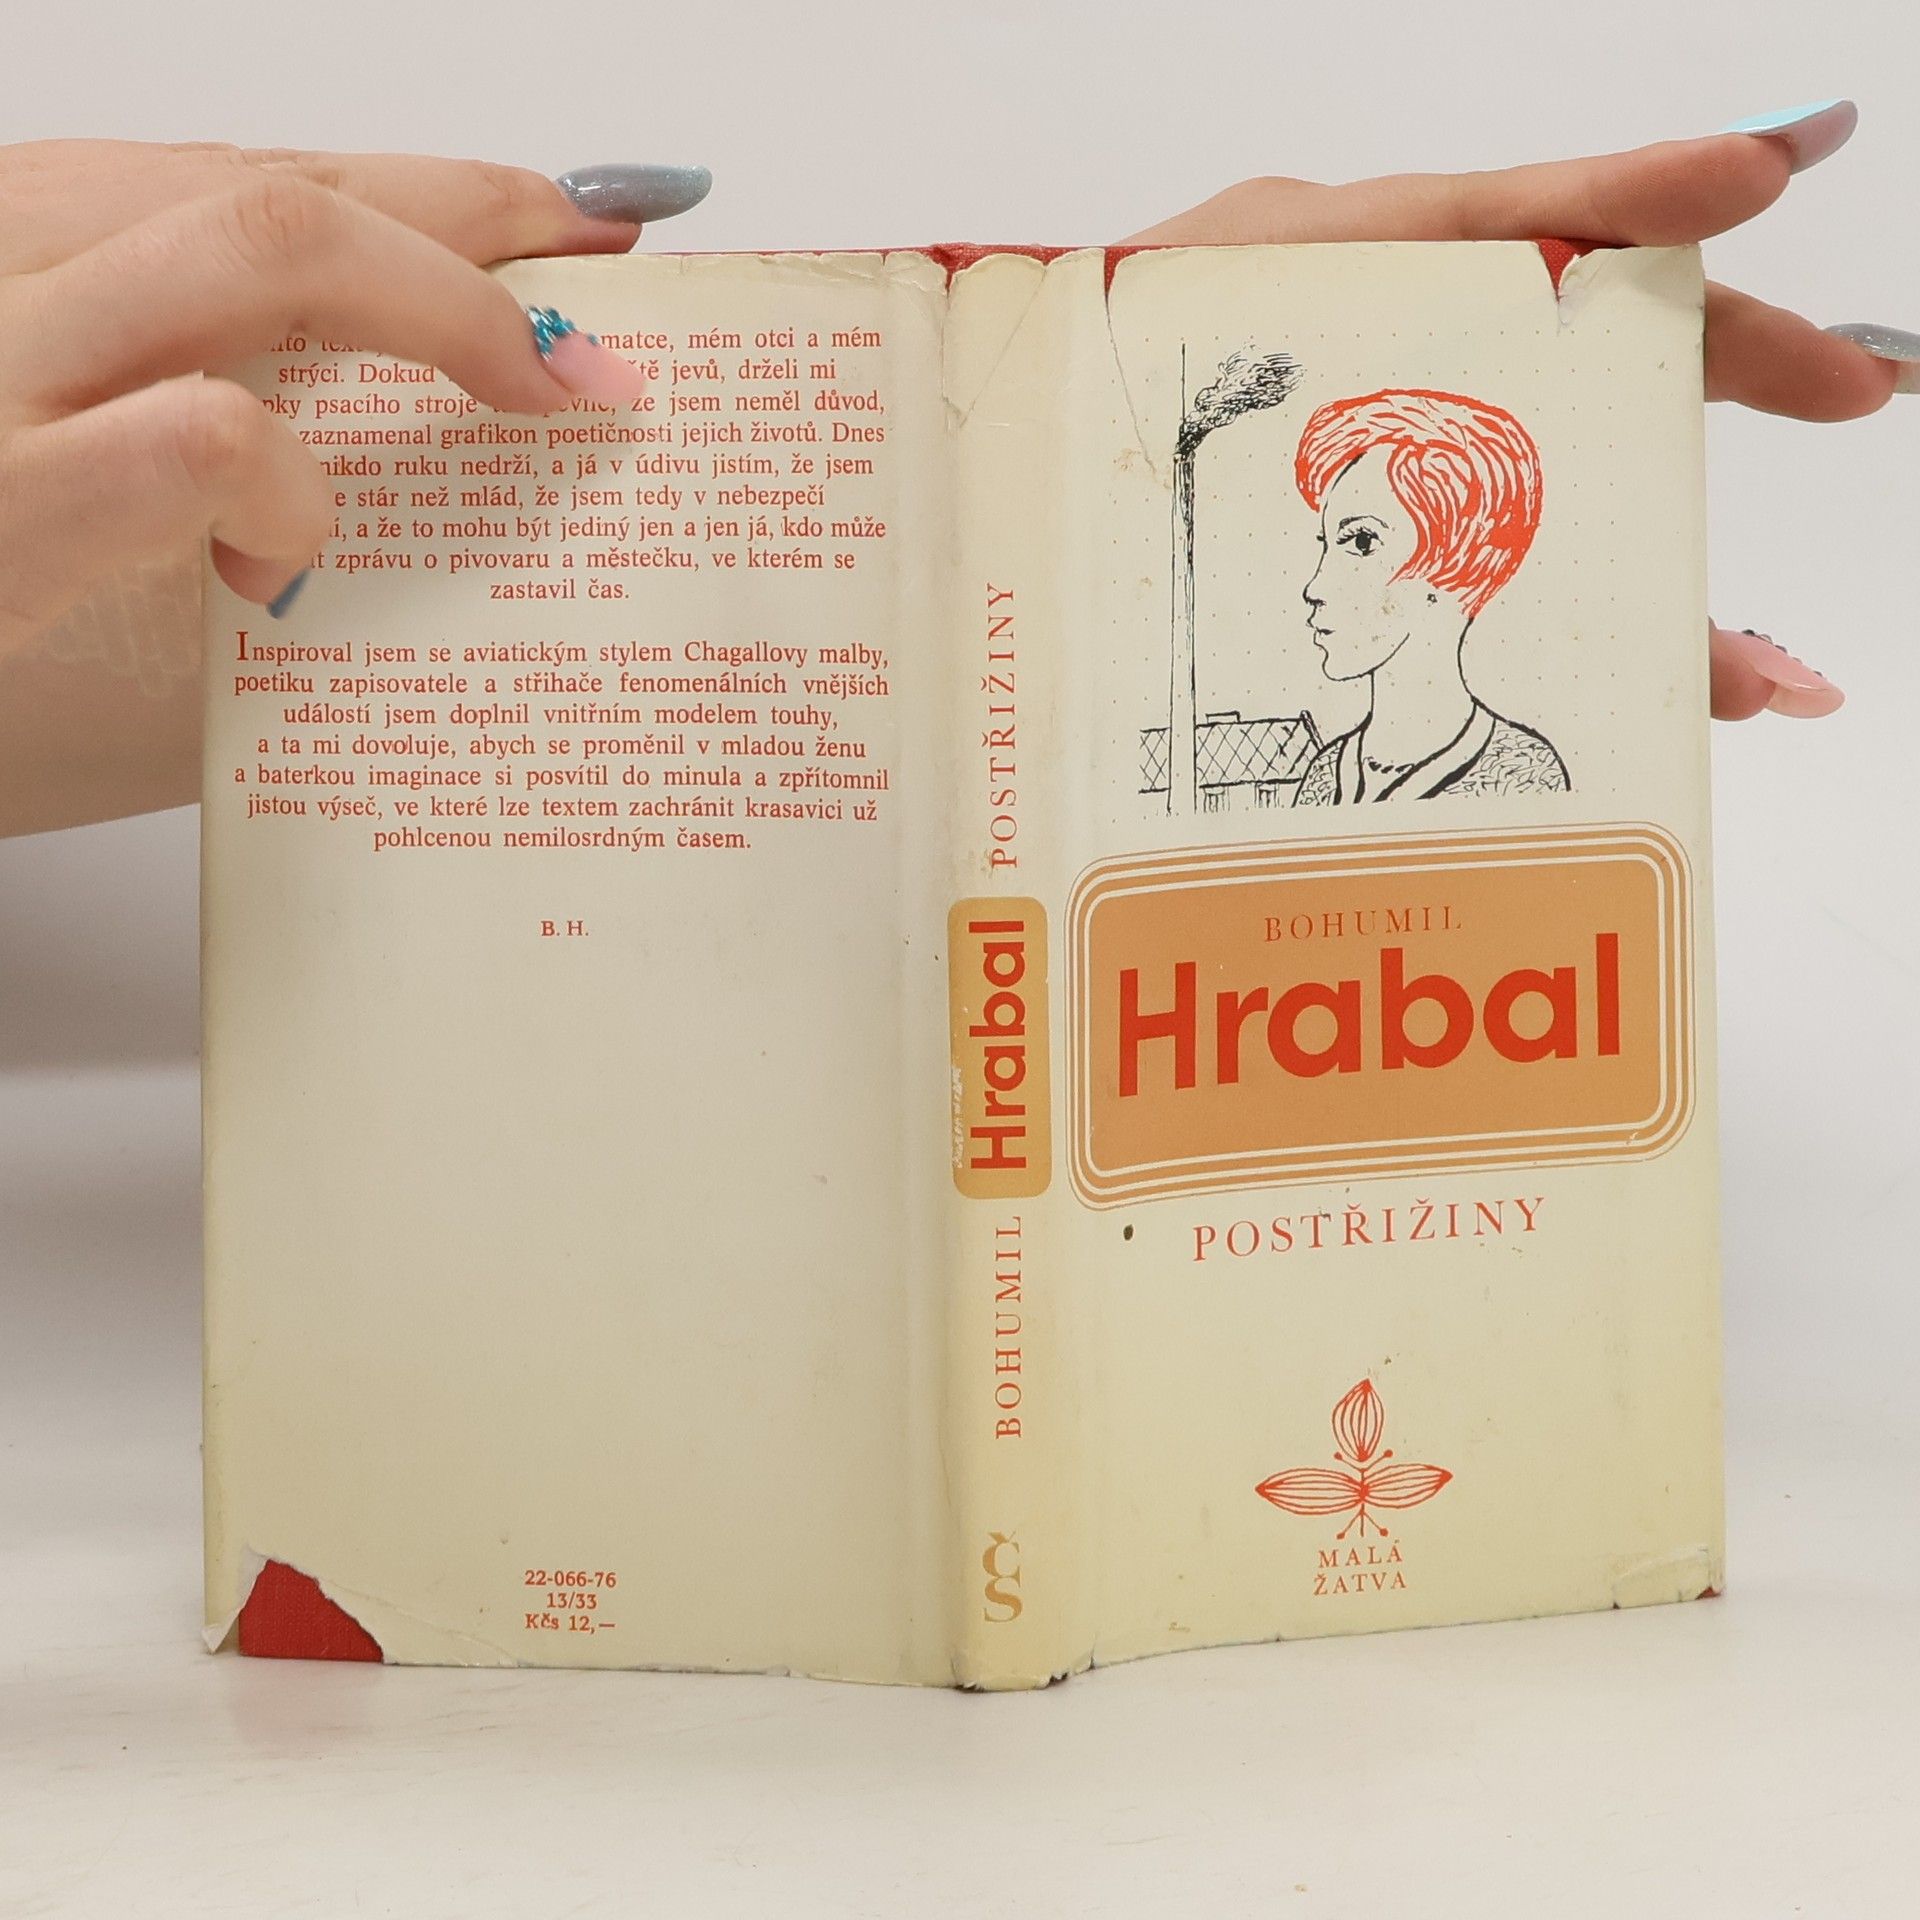 matce, mém otci a mém
strýci. Dokud jevů, drželi mi
psacího stroje že jsem neměl důvod,
zaznamenal grafikon poetičnosti jejich životů. Dnes
nikdo ruku nedrží, a já v údivu jistím, že jsem
stár než mlád, že jsem tedy v nebezpečí
a že to mohu být jediný jen a jen já, kdo může
zprávu o pivovaru a městečku, ve kterém se
zastavil čas.
Inspiroval jsem se aviatickým stylem Chagallovy malby,
poetiku zapisovatele a střihače fenomenálních vnějších
událostí jsem doplnil vnitřním modelem touhy,
a ta mi dovoluje, abych se proměnil v mladou ženu
a baterkou imaginace si posvítil do minula a zpřítomnil
jistou výseč, ve které lze textem zachránit krasavici už
pohlcenou nemilosrdným časem.
B. H.
22-066-76
13/33
Kčs 12,—
BOHUMIL Hrabal POSTŘIŽINY
ČS
BOHUMIL
Hrabal
POSTŘIŽINY
MALÁ
ŽATVA